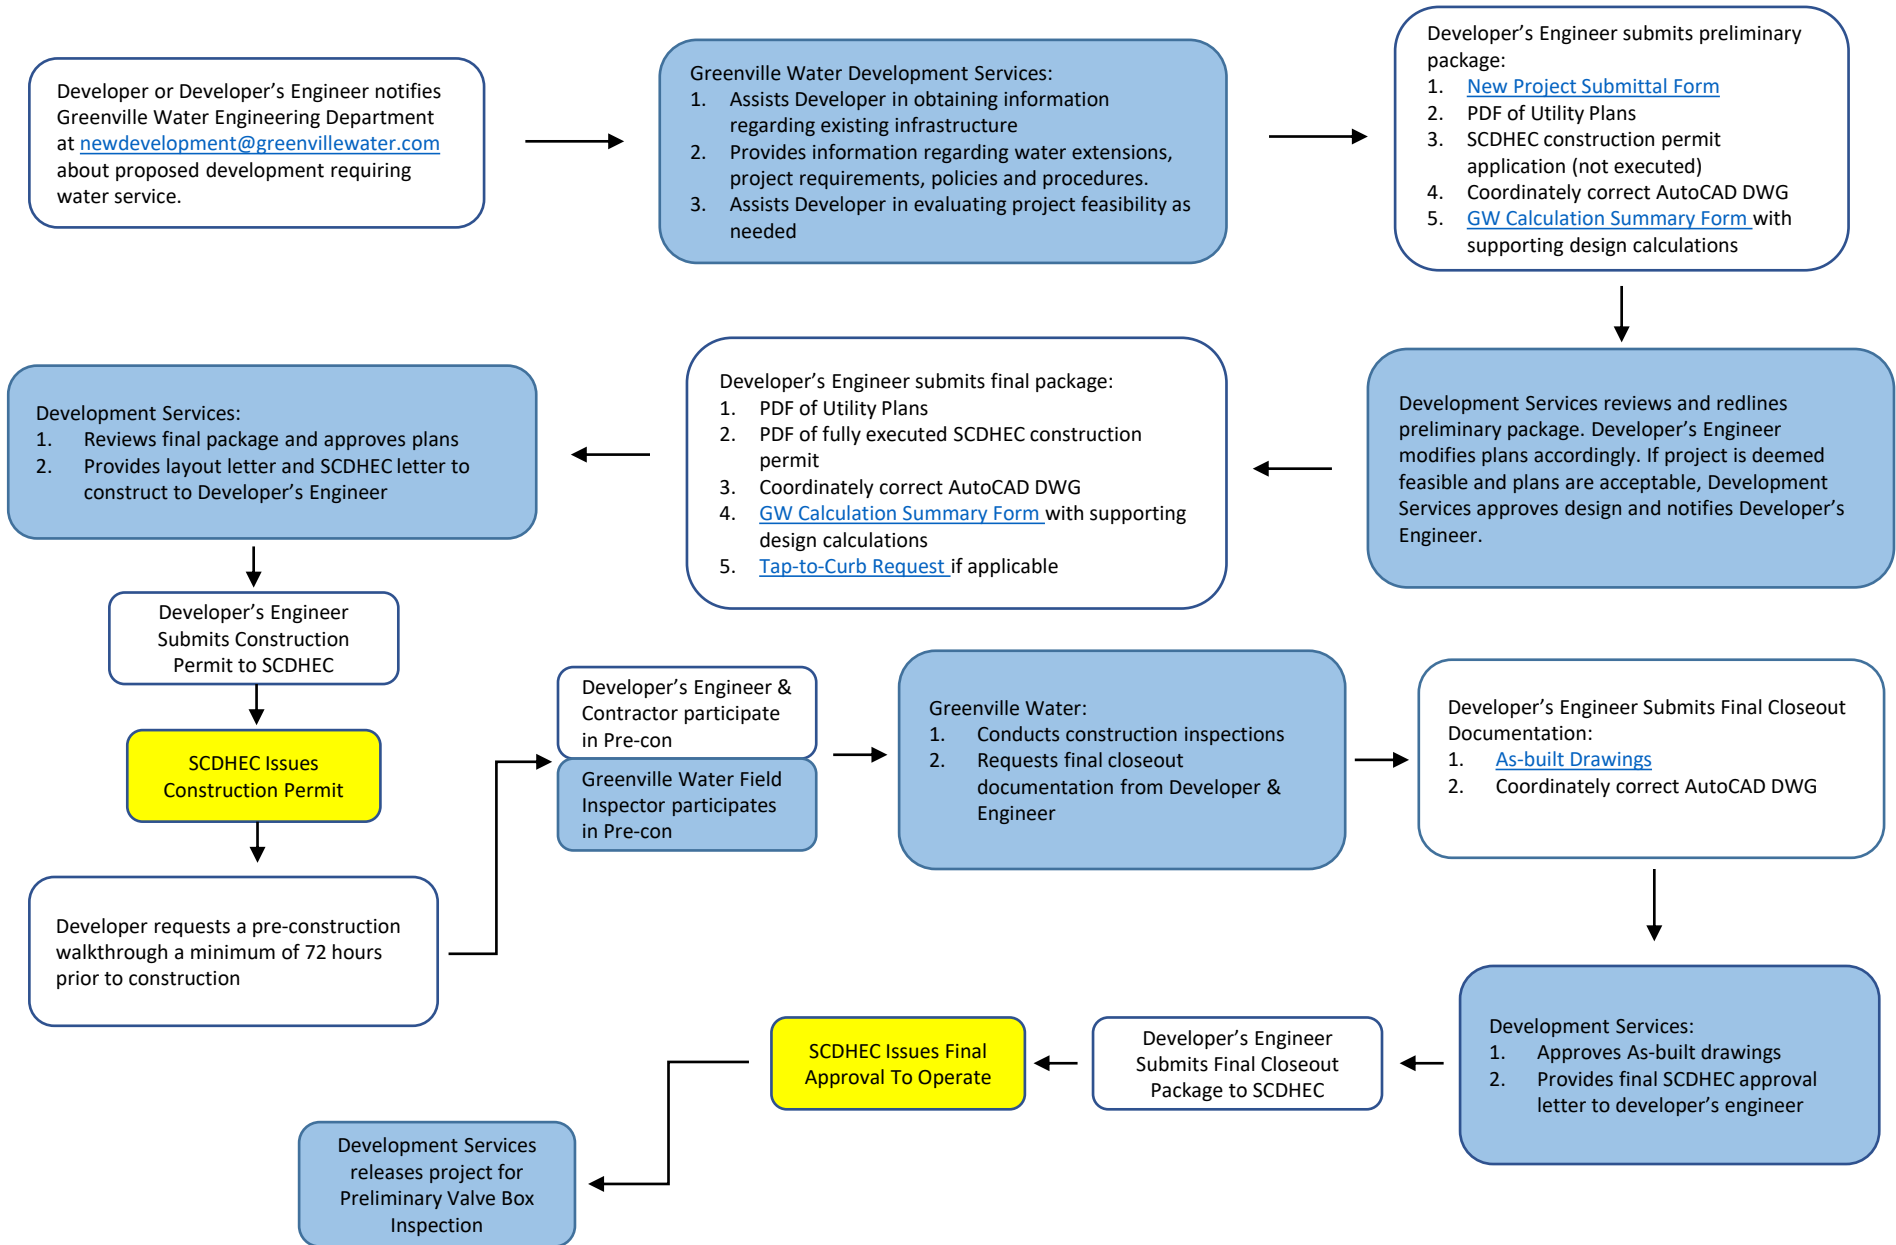 Developer or Developer's Engineer notifies
Greenville Water Engineering Department
at newdevelopment@greenvillewater.com
about proposed development requiring
water service.
Greenville Water Development Services:
1. Assists Developer in obtaining information
regarding existing infrastructure
2. Provides information regarding water extensions,
project requirements, policies and procedures.
3. Assists Developer in evaluating project feasibility as
needed
Developer's Engineer submits preliminary
package:
1. New Project Submittal Form
2. PDF of Utility Plans
3. SCDHEC construction permit
application (not executed)
4. Coordinately correct AutoCAD DWG
5. GW Calculation Summary Form with
supporting design calculations
Development Services reviews and redlines
preliminary package. Developer's Engineer
modifies plans accordingly. If project is deemed
feasible and plans are acceptable, Development
Services approves design and notifies Developer's
Engineer.
Developer's Engineer submits final package:
1. PDF of Utility Plans
2. PDF of fully executed SCDHEC construction
permit
3. Coordinately correct AutoCAD DWG
4. GW Calculation Summary Form with supporting
design calculations
5. Tap-to-Curb Request if applicable
Development Services:
1. Reviews final package and approves plans
2. Provides layout letter and SCDHEC letter to
construct to Developer's Engineer
Developer's Engineer
Submits Construction
Permit to SCDHEC
SCDHEC Issues
Construction Permit
Developer requests a pre-construction
walkthrough a minimum of 72 hours
prior to construction
Developer's Engineer &
Contractor participate
in Pre-con
Greenville Water Field
Inspector participates
in Pre-con
Greenville Water:
1. Conducts construction inspections
2. Requests final closeout
documentation from Developer &
Engineer
Developer's Engineer Submits Final Closeout
Documentation:
1. As-built Drawings
2. Coordinately correct AutoCAD DWG
Development Services:
1. Approves As-built drawings
2. Provides final SCDHEC approval
letter to developer's engineer
Developer's Engineer
Submits Final Closeout
Package to SCDHEC
SCDHEC Issues Final
Approval To Operate
Development Services
releases project for
Preliminary Valve Box
Inspection